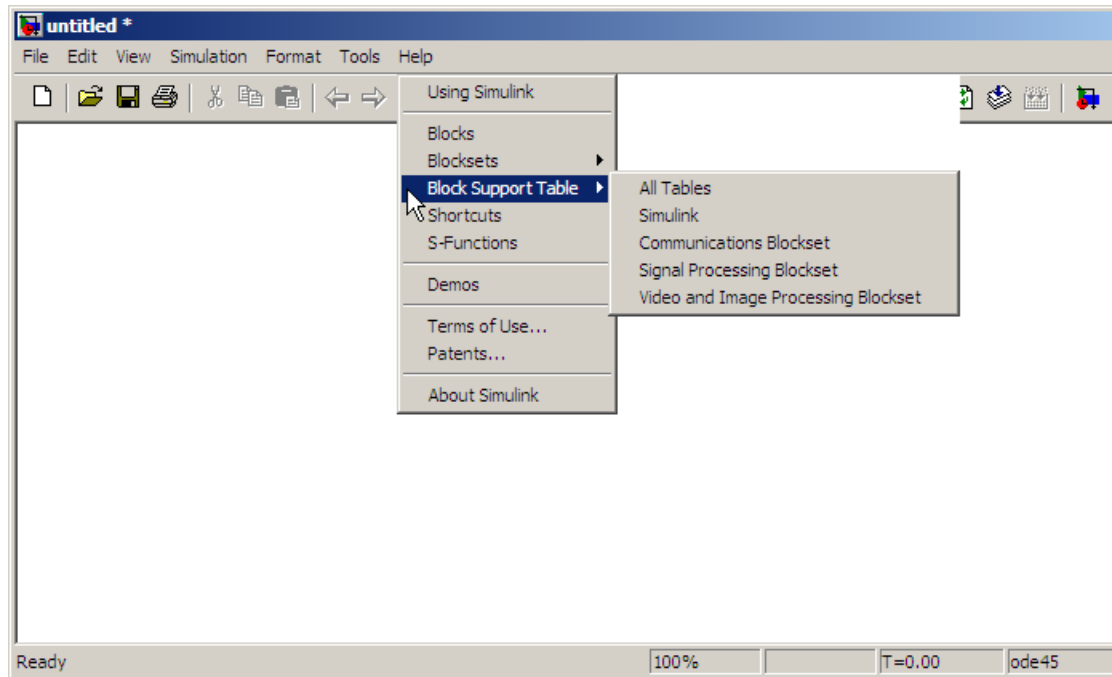 untitled *
File Edit View Simulation Format Tools Help
Using Simulink
Blocks
Blocksets
Block Support Table
Shortcuts
S-Functions
Demos
Terms of Use...
Patents...
About Simulink
All Tables
Simulink
Communications Blockset
Signal Processing Blockset
Video and Image Processing Blockset
Ready 100% T=0.00 ode45